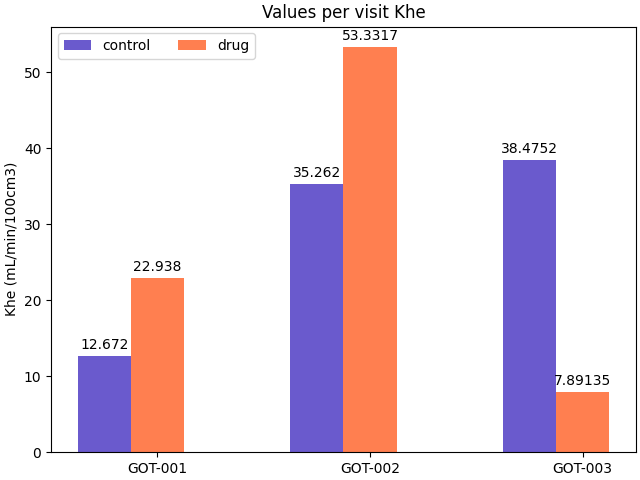 Values per visit Khe
control
drug
Khe (mL/min/100cm3)
50
40
30
20
10
0
12.672
22.938
35.262
53.3317
38.4752
7.89135
GOT-001
GOT-002
GOT-003